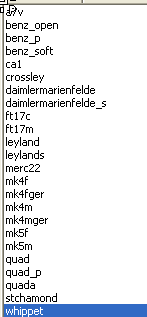 a7v
benz_open
benz_p
benz_soft
ca1
crossley
daimlermarienfelde
daimlermarienfelde_s
ft17c
ft17m
leyland
leylands
merc22
mk4f
mk4fger
mk4m
mk4mger
mk5f
mk5m
quad
quad_p
quada
stchamond
whippet